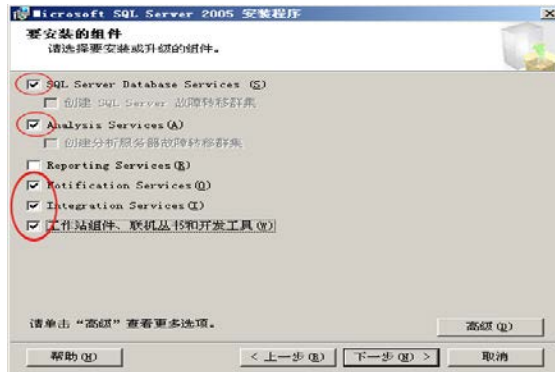 Microsoft SQL Server 2005 安装程序
要安装的组件
请选择要安装或升级的组件。
SQL Server Database Services (S)
创建 SQL Server 故障转移群集
Analysis Services(A)
创建分析服务器故障转移群集
Reporting Services(R)
Notification Services(O)
Integration Services(I)
工作站组件、联机丛书和开发工具(W)
请单击“高级”查看更多选项。
高级(D)
帮助(H)
< 上一步(B)
下一步(N) >
取消